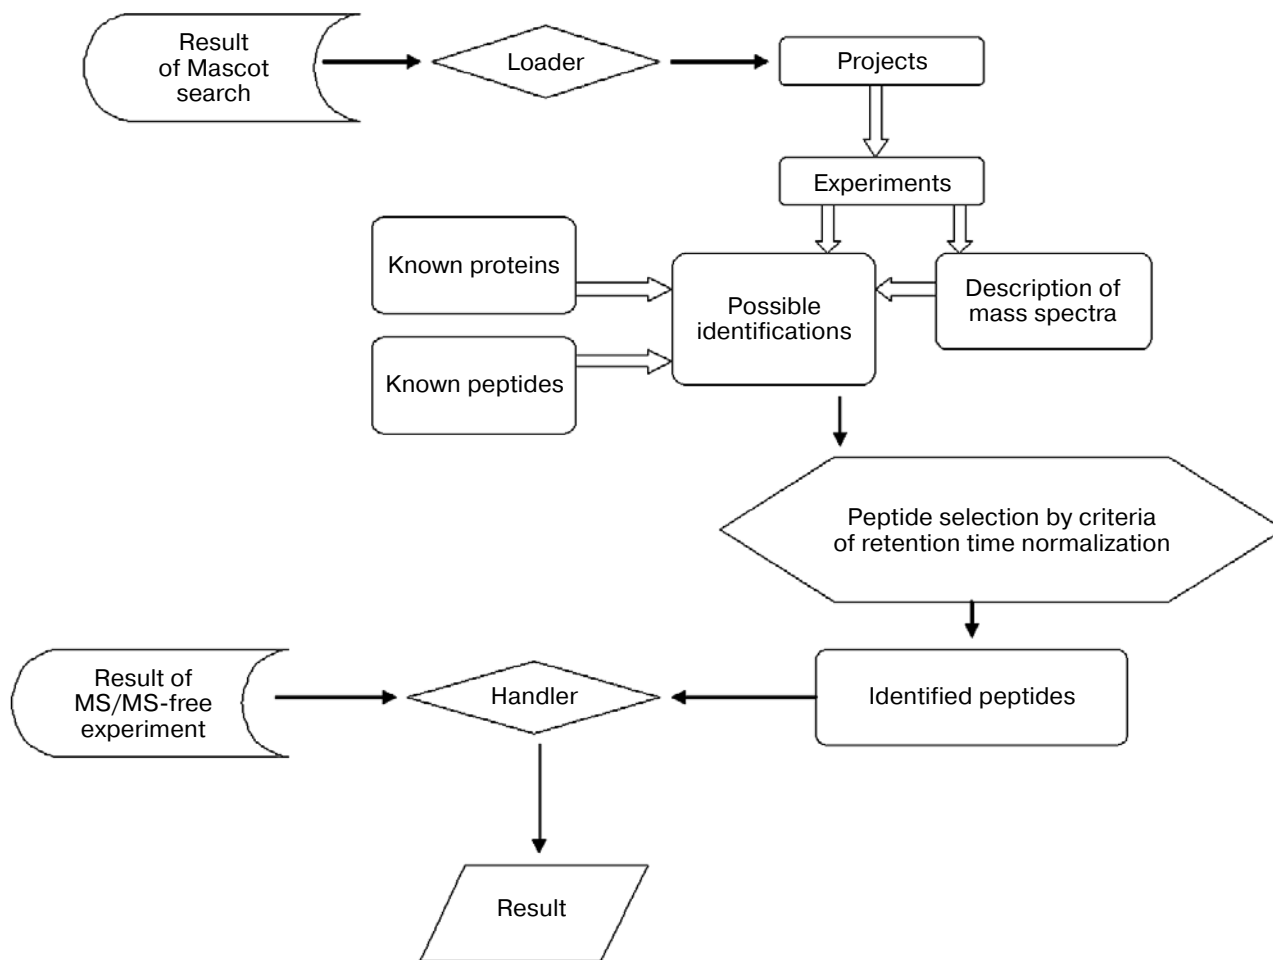 Result
of Mascot
search
Loader
Projects
Experiments
Known proteins
Possible
identifications
Description of
mass spectra
Known peptides
Peptide selection by criteria
of retention time normalization
Result of
MS/MS-free
experiment
Handler
Identified peptides
Result